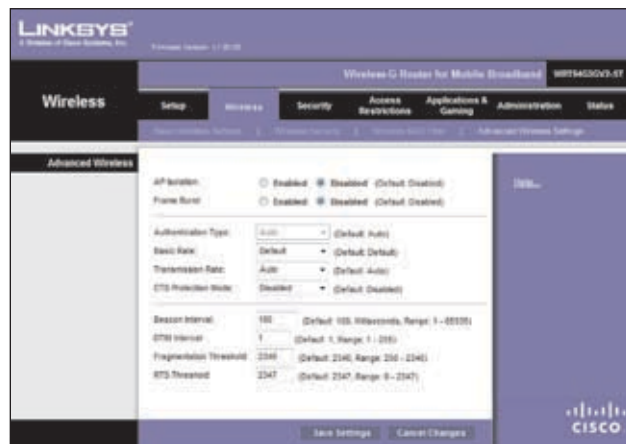 LINKSYS®
A Division of Cisco Systems, Inc.
Wireless-G Router for Mobile Broadband WRT54G3GV2-ST
Wireless
Setup Wireless Security Access Restrictions Applications & Gaming Administration Status
Advanced Wireless Settings
Advanced Wireless
AP Isolation: Enabled Disabled (Default: Disabled)
Frame Burst: Enabled Disabled (Default: Disabled)
Authentication Type: Auto (Default: Auto)
Basic Rate: Default (Default: Default)
Transmission Rate: Auto (Default: Auto)
CTS Protection Mode: Disabled (Default: Disabled)
Beacon Interval: 100 (Default: 100, Milliseconds, Range: 1 - 65535)
DTIM Interval: 1 (Default: 1, Range: 1 - 255)
Fragmentation Threshold: 2346 (Default: 2346, Range: 256 - 2346)
RTS Threshold: 2347 (Default: 2347, Range: 0 - 2347)
Help...
Save Settings Cancel Changes
CISCO